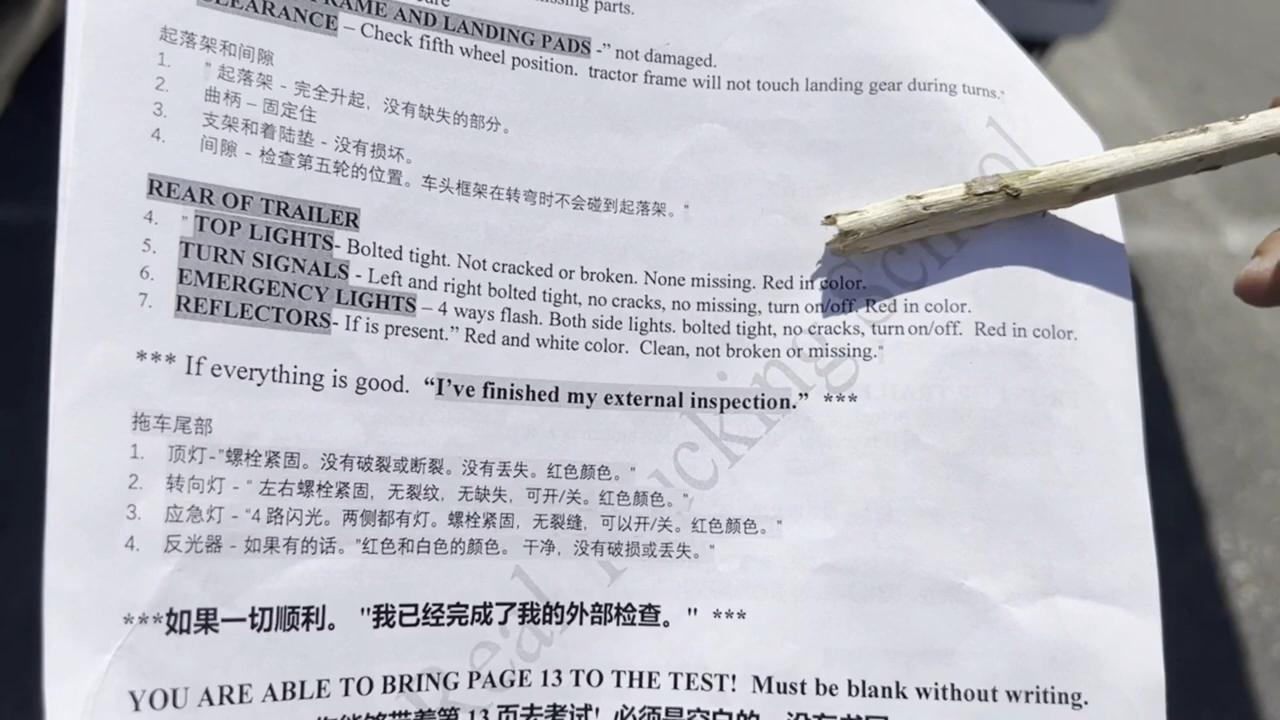 missing parts.
FRAME AND LANDING PADS -" not damaged.
CLEARANCE – Check fifth wheel position. tractor frame will not touch landing gear during turns."
起落架和间隙
1. " 起落架 - 完全升起，没有缺失的部分。
2. 曲柄 – 固定住
3. 支架和着陆垫 - 没有损坏。
4. 间隙 - 检查第五轮的位置。车头框架在转弯时不会碰到起落架。"
REAR OF TRAILER
4. " TOP LIGHTS- Bolted tight. Not cracked or broken. None missing. Red in color.
5. TURN SIGNALS - Left and right bolted tight, no cracks, no missing, turn on/off. Red in color.
6. EMERGENCY LIGHTS – 4 ways flash. Both side lights. bolted tight, no cracks, turn on/off. Red in color.
7. REFLECTORS- If is present." Red and white color. Clean, not broken or missing."
*** If everything is good. “I’ve finished my external inspection.” ***
拖车尾部
1. 顶灯-"螺栓紧固。没有破裂或断裂。没有丢失。红色颜色。"
2. 转向灯 - " 左右螺栓紧固，无裂纹，无缺失，可开/关。红色颜色。"
3. 应急灯 - "4 路闪光。两侧都有灯。螺栓紧固，无裂缝，可以开/关。红色颜色。"
4. 反光器 - 如果有的话。"红色和白色的颜色。 干净，没有破损或丢失。"
***如果一切顺利。 "我已经完成了我的外部检查。" ***
YOU ARE ABLE TO BRING PAGE 13 TO THE TEST! Must be blank without writing.
Real Trucking School